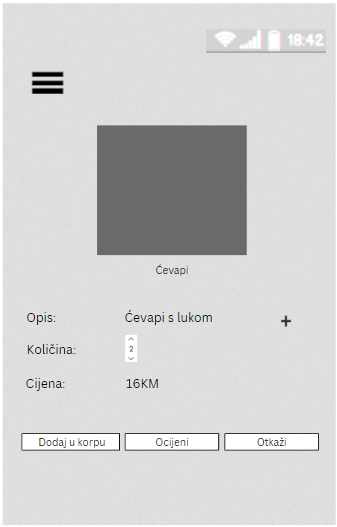 18:42
Ćevapi
Opis: Ćevapi s lukom +
Količina: 2
Cijena: 16KM
Dodaj u korpu Ocijeni Otkaži